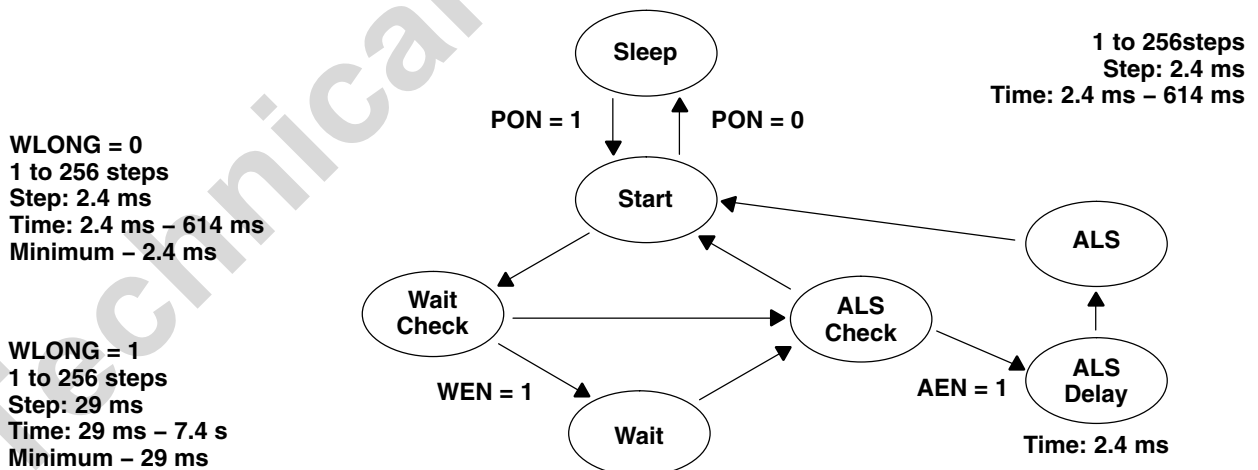 Sleep
1 to 256steps
Step: 2.4 ms
Time: 2.4 ms − 614 ms
PON = 1
PON = 0
WLONG = 0
1 to 256 steps
Step: 2.4 ms
Time: 2.4 ms − 614 ms
Minimum − 2.4 ms
Start
ALS
Wait
Check
ALS
Check
WLONG = 1
1 to 256 steps
Step: 29 ms
Time: 29 ms − 7.4 s
Minimum − 29 ms
WEN = 1
AEN = 1
ALS
Delay
Wait
Time: 2.4 ms
echnical